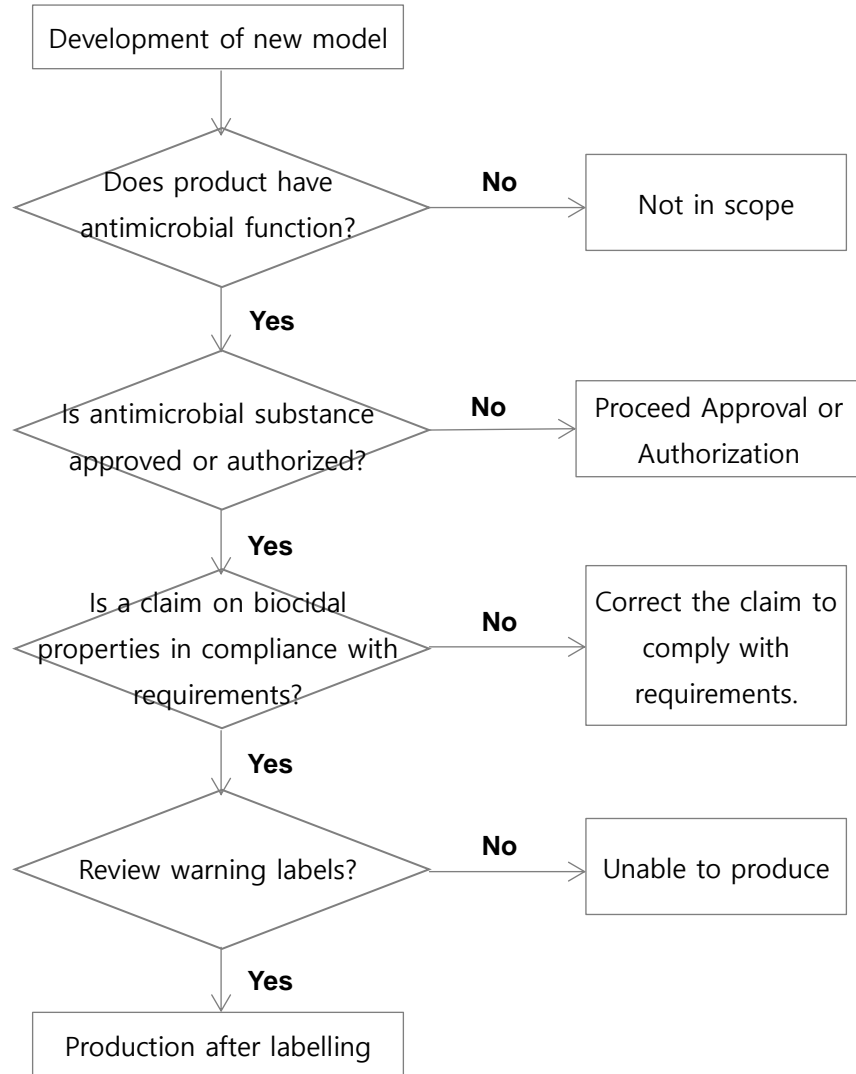 Development of new model
Does product have
antimicrobial function?
No
Not in scope
Yes
Is antimicrobial substance
approved or authorized?
No
Proceed Approval or
Authorization
Yes
Is a claim on biocidal
properties in compliance with
requirements?
No
Correct the claim to
comply with
requirements.
Yes
Review warning labels?
No
Unable to produce
Yes
Production after labelling